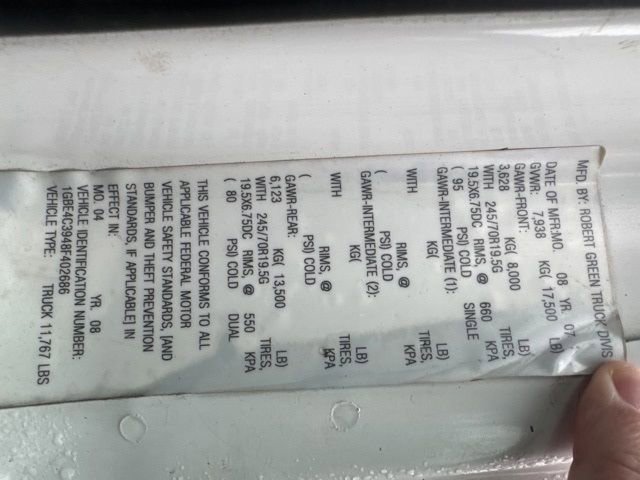 MFD. BY: ROBERT GREEN TRUCK DIVIS
DATE OF MFR:MO. 08 YR. 07
GVWR: 7,938 KG( 17,500 LB)
GAWR-FRONT:
3,628 KG( 8,000 LB)
WITH 245/70R19.5G TIRES,
19.5X6.75DC RIMS, @ 660 KPA
( 95 PSI) COLD SINGLE
GAWR-INTERMEDIATE (1):
KG( LB)
WITH TIRES,
RIMS, @ KPA
( PSI) COLD
GAWR-INTERMEDIATE (2):
KG( LB)
WITH TIRES,
RIMS, @ KPA
( PSI) COLD
GAWR-REAR:
6,123 KG( 13,500 LB)
WITH 245/70R19.5G TIRES,
19.5X6.75DC RIMS, @ 550 KPA
( 80 PSI) COLD DUAL
THIS VEHICLE CONFORMS TO ALL
APPLICABLE FEDERAL MOTOR
VEHICLE SAFETY STANDARDS, [AND
BUMPER AND THEFT PREVENTION
STANDARDS, IF APPLICABLE] IN
EFFECT IN:
MO. 04 YR. 08
VEHICLE IDENTIFICATION NUMBER:
1GBE4C3948F402686
VEHICLE TYPE: TRUCK 11,767 LBS